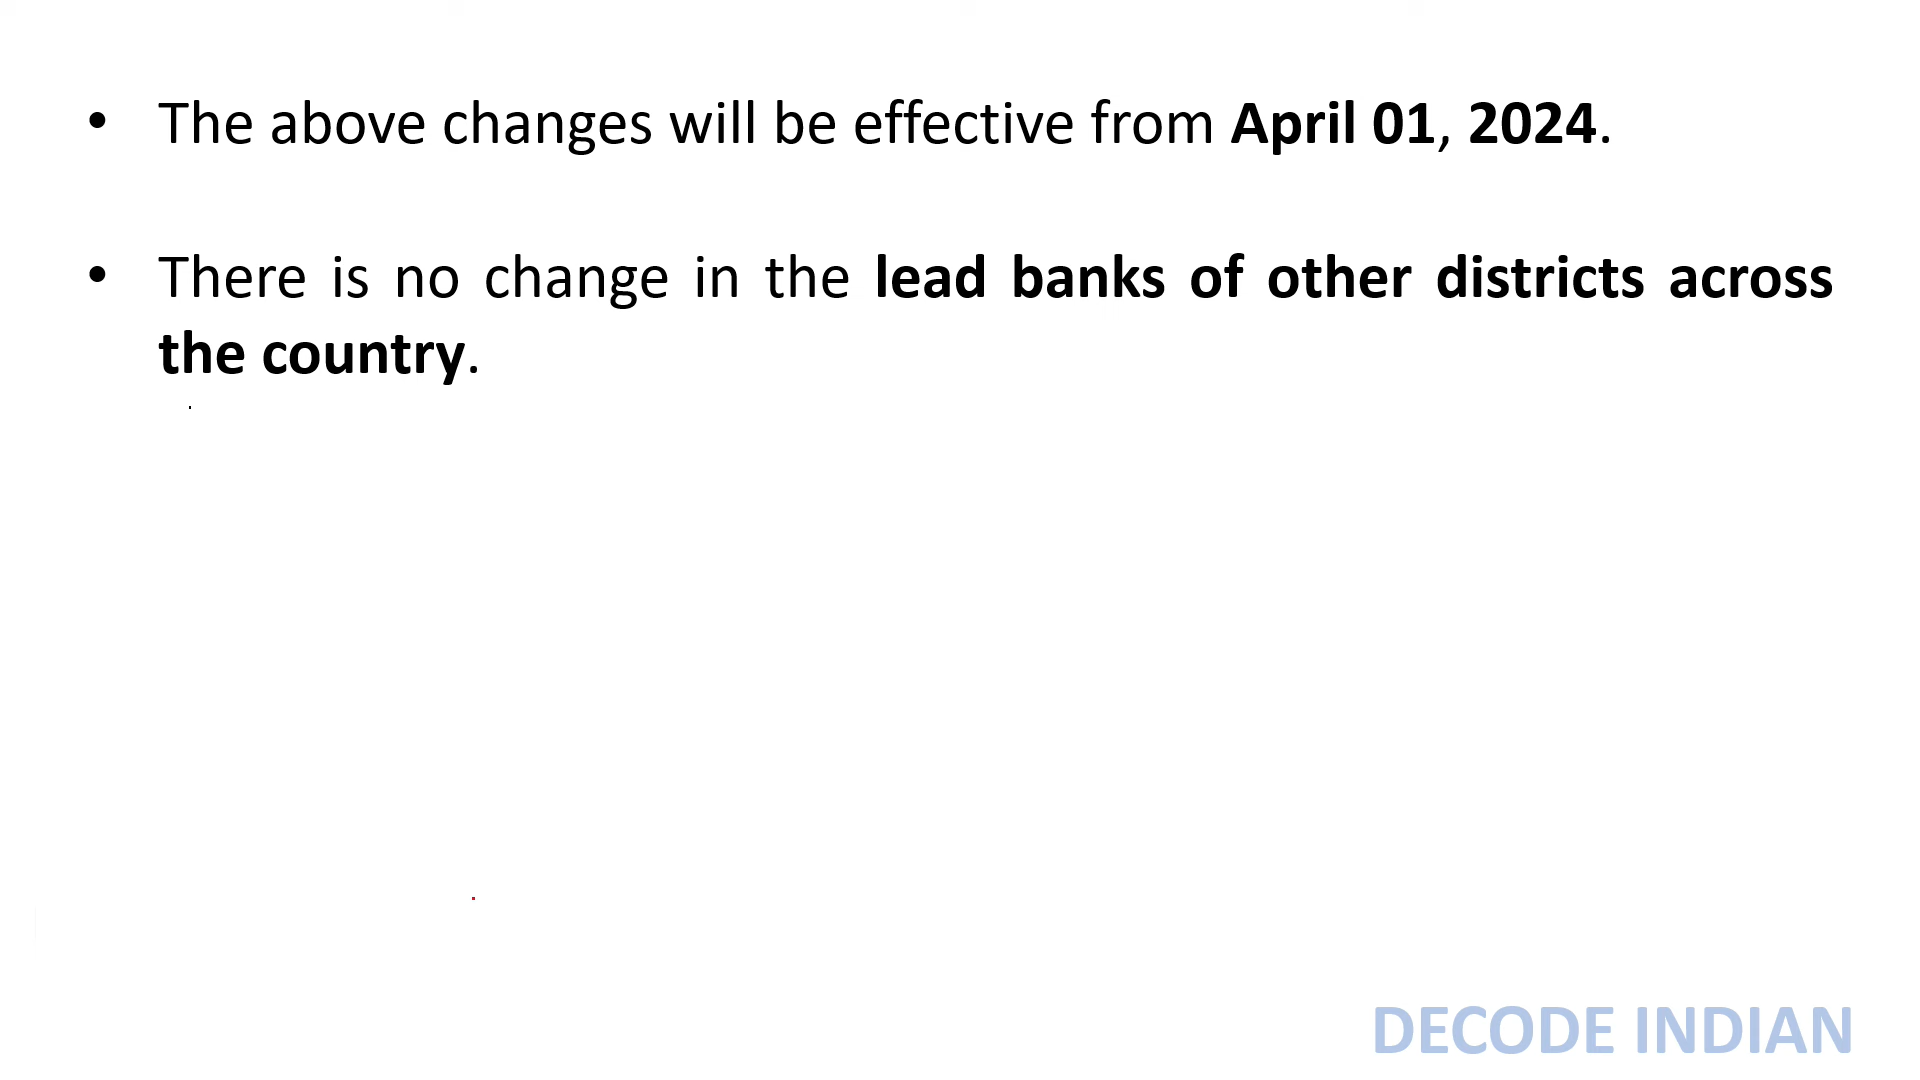 • The above changes will be effective from April 01, 2024.
• There is no change in the lead banks of other districts across
the country.
DECODE INDIAN